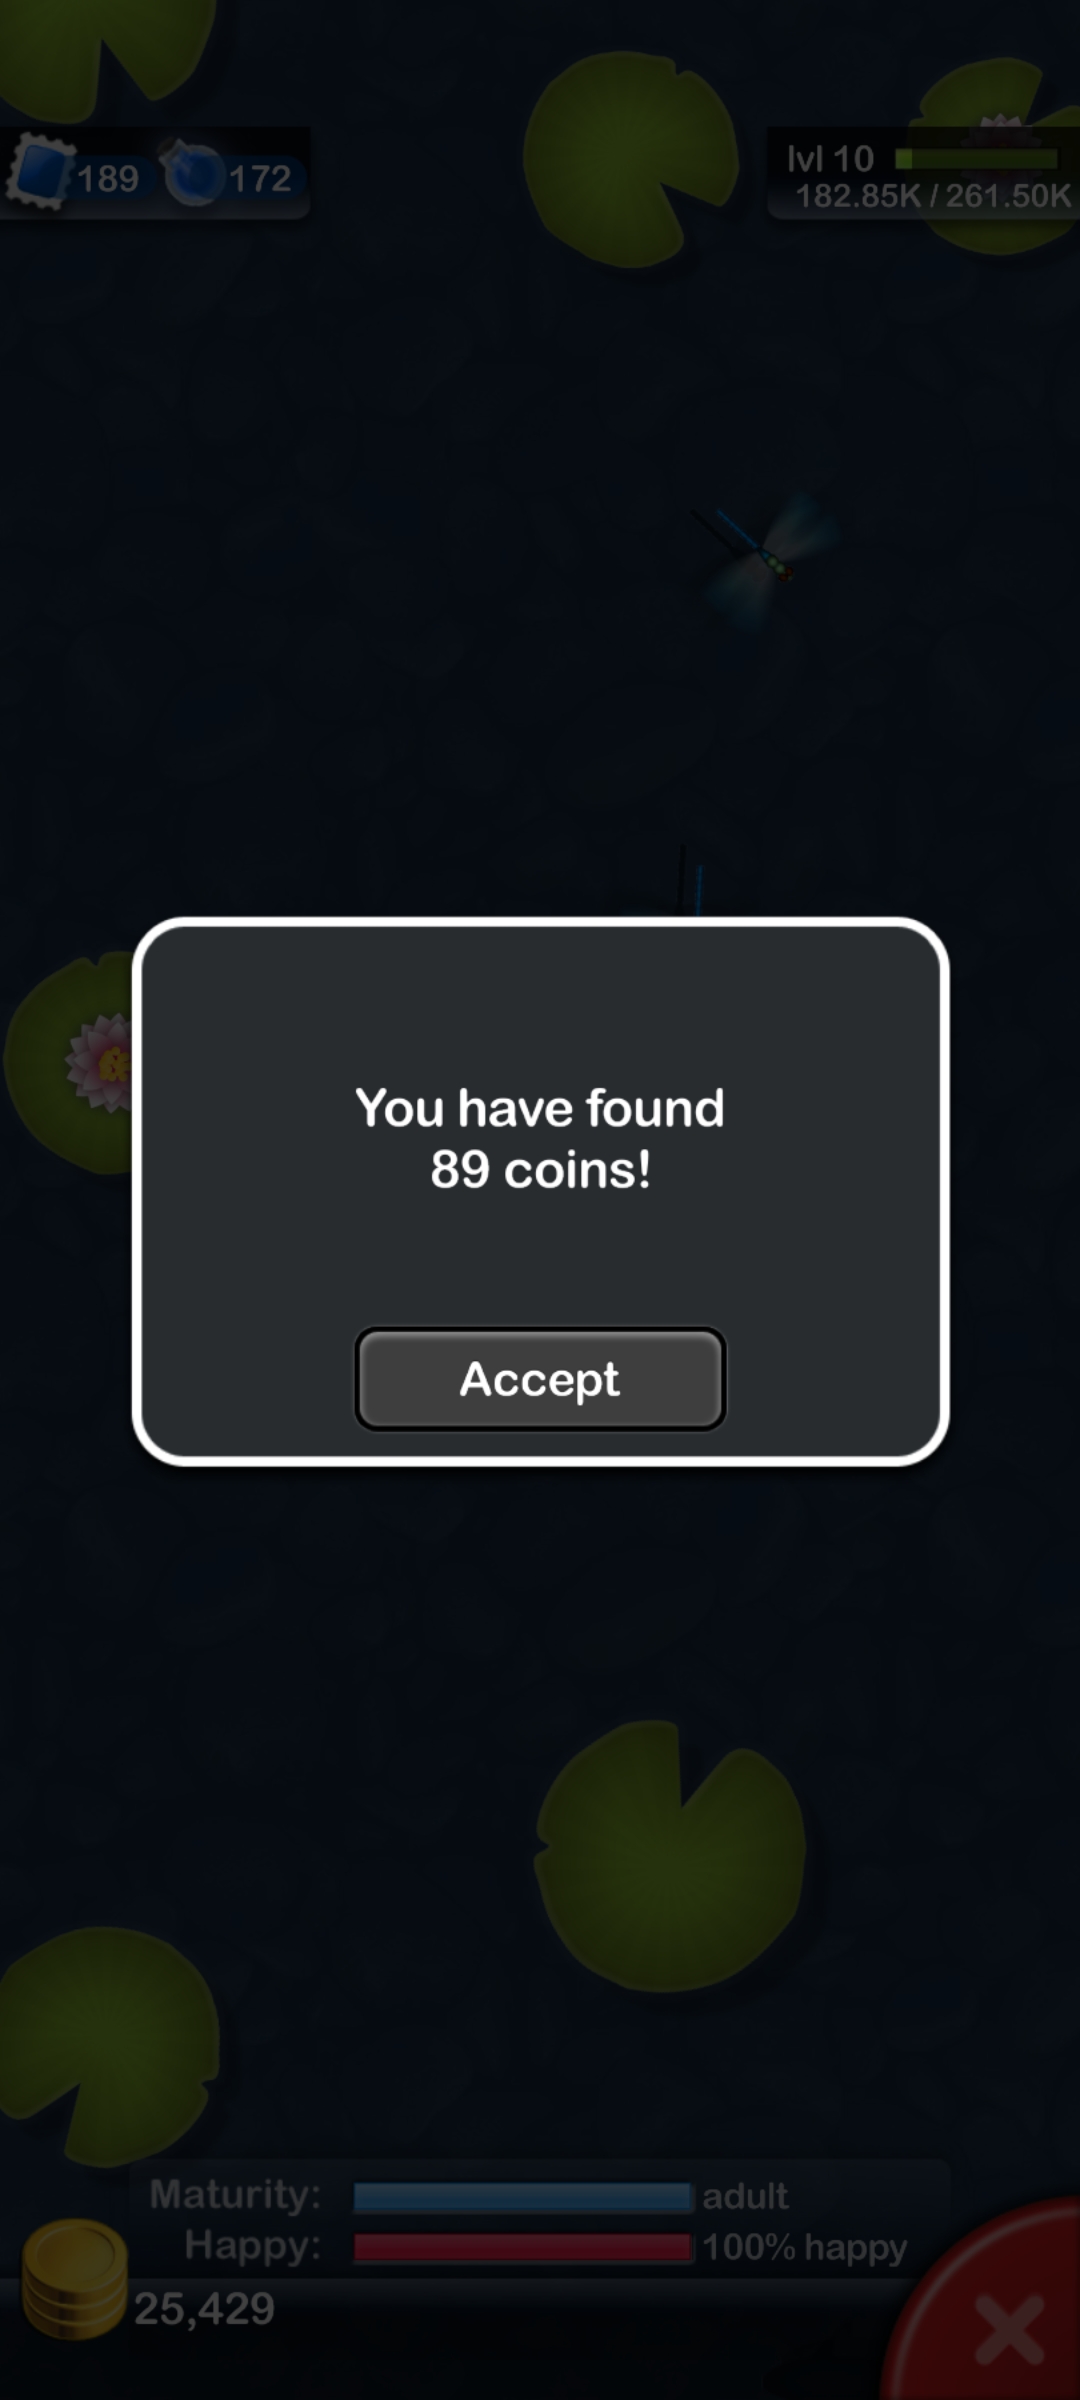 189 172
lvl 10
182.85K / 261.50K
You have found
89 coins!
Accept
Maturity: adult
Happy: 100% happy
25,429